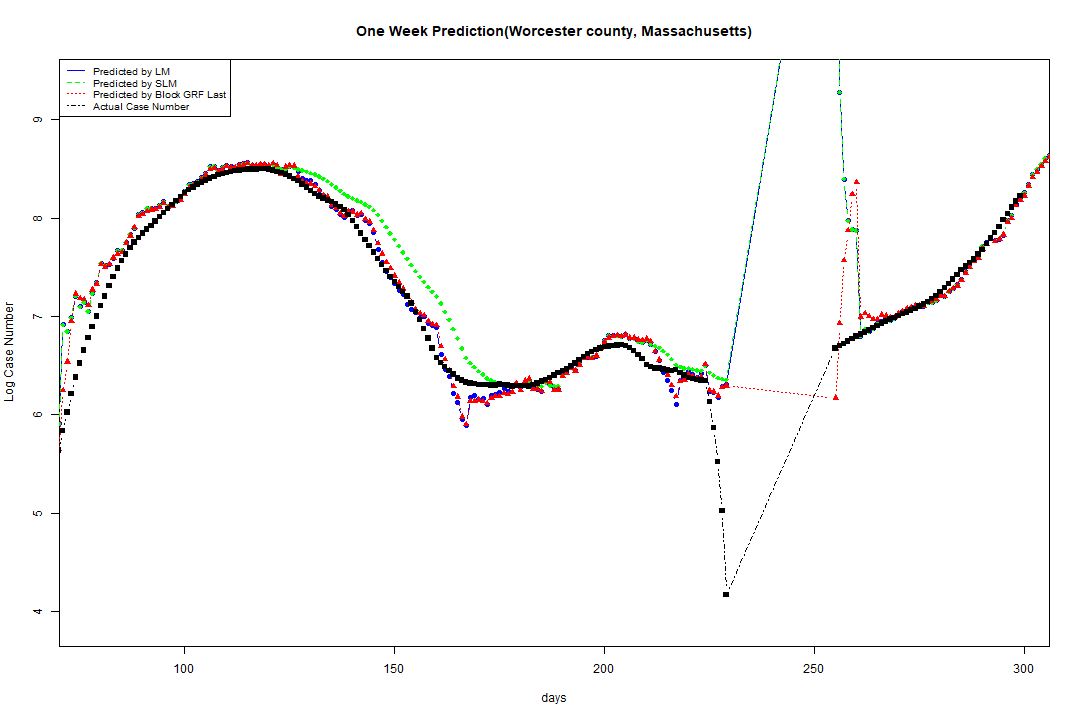 One Week Prediction(Worcester county, Massachusetts)
Predicted by LM
Predicted by SLM
Predicted by Block GRF Last
Actual Case Number
Log Case Number
9
8
7
6
5
4
100 150 200 250 300
days